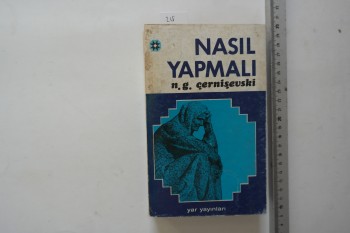 NASIL
YAPMALI
n.g. çernişevski
yar yayınları